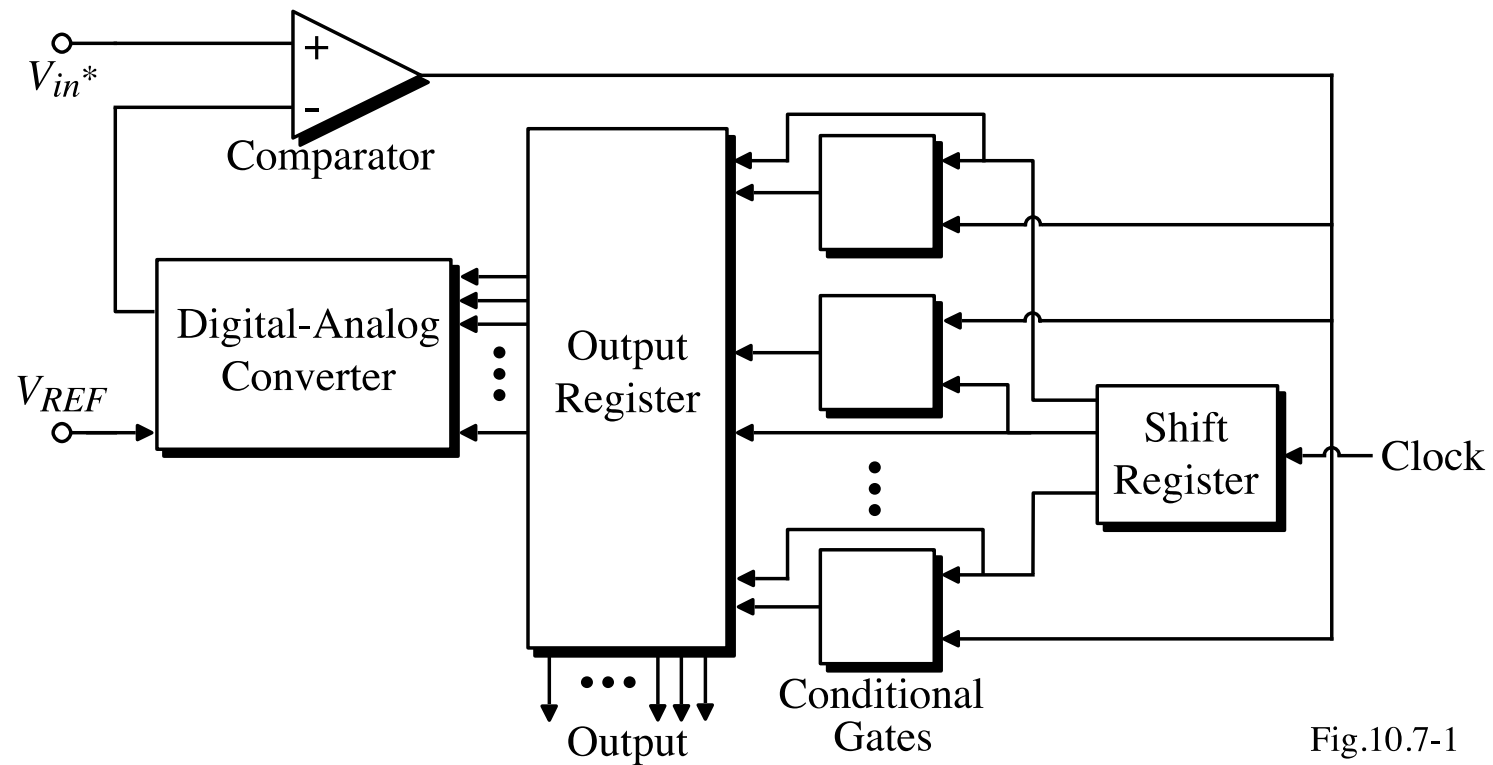 +
Vin*
-
Comparator
Digital-Analog
Converter
VREF
Output
Register
Shift
Register
Clock
Conditional
Gates
Output
Fig.10.7-1